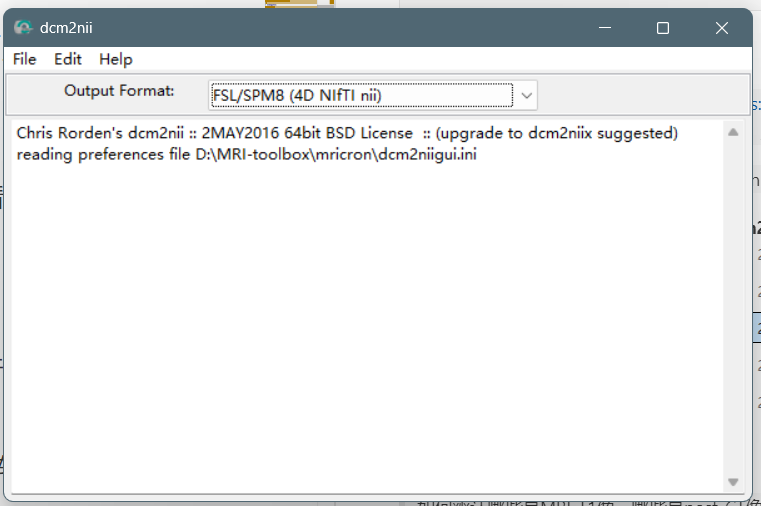 dcm2nii
File Edit Help
Output Format: FSL/SPM8 (4D NIfTI nii)
Chris Rorden's dcm2nii :: 2MAY2016 64bit BSD License :: (upgrade to dcm2niix suggested)
reading preferences file D:\MRI-toolbox\mricron\dcm2niigui.ini